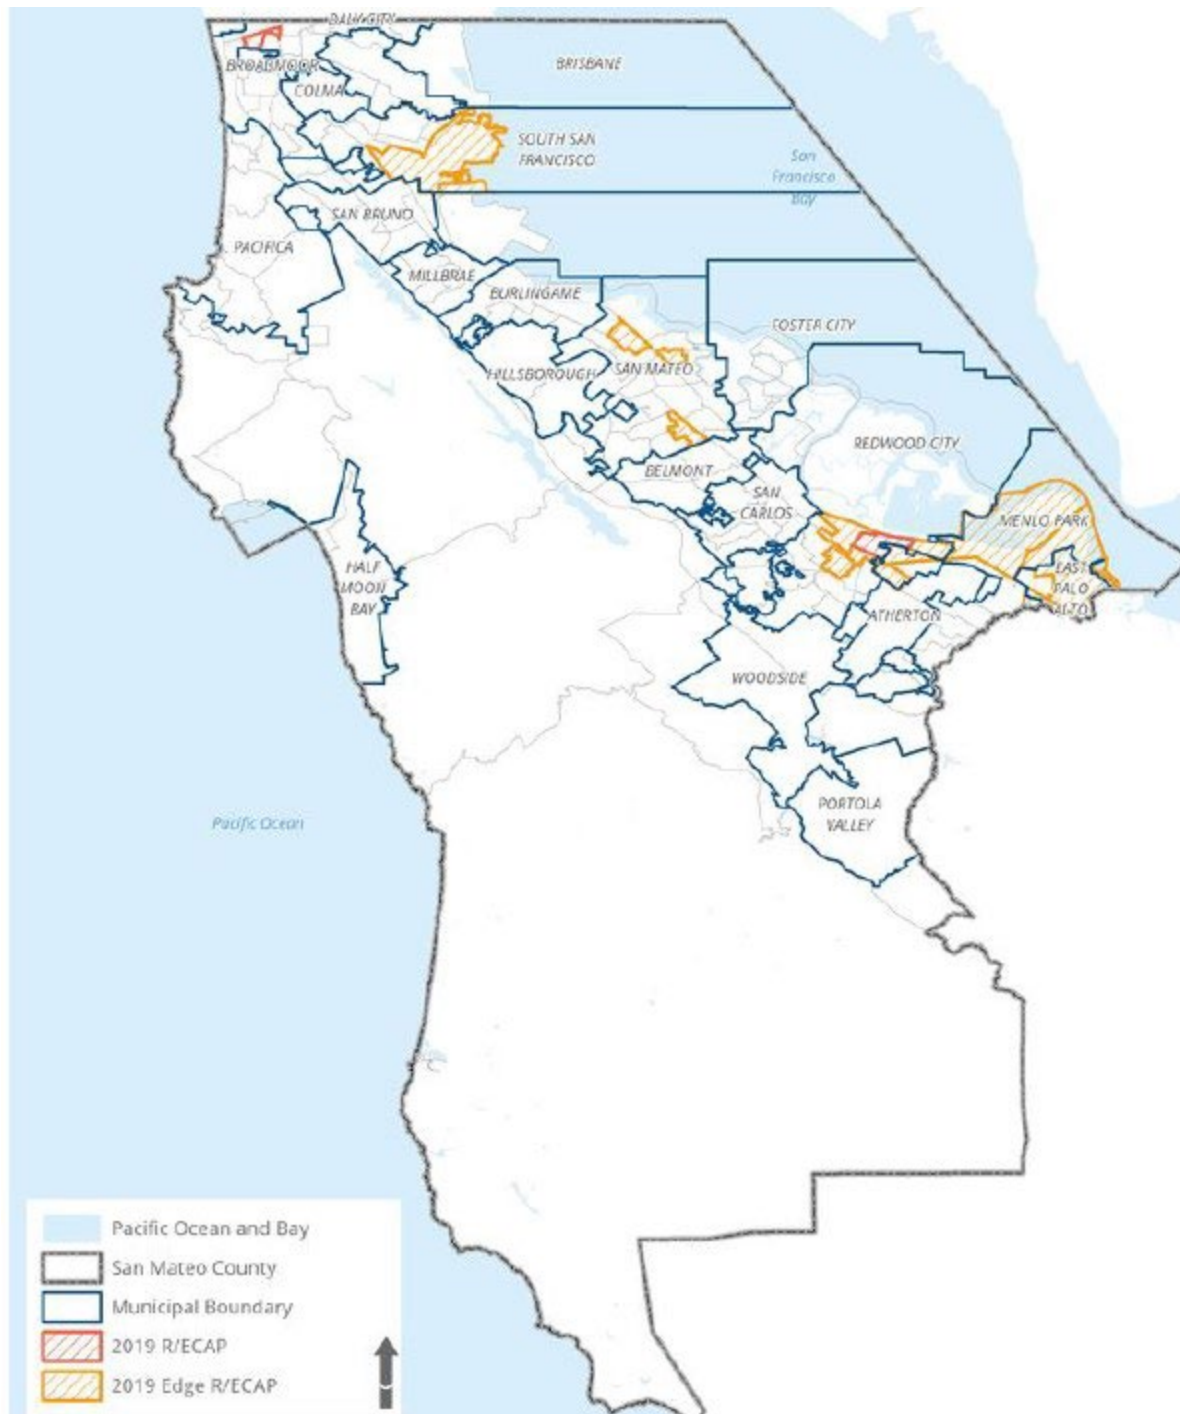 DALY CITY
BROADMOOR
COLMA
BRISBANE
SOUTH SAN
FRANCISCO
San
Francisco
Bay
SAN BRUNO
PACIFICA
MILLBRAE
BURLINGAME
FOSTER CITY
HILLSBOROUGH
SAN MATEO
REDWOOD CITY
BELMONT
SAN
CARLOS
MENLO PARK
HALF
MOON
BAY
EAST
PALO
ALTO
ATHERTON
WOODSIDE
PORTOLA
VALLEY
Pacific Ocean
Pacific Ocean and Bay
San Mateo County
Municipal Boundary
2019 R/ECAP
2019 Edge R/ECAP